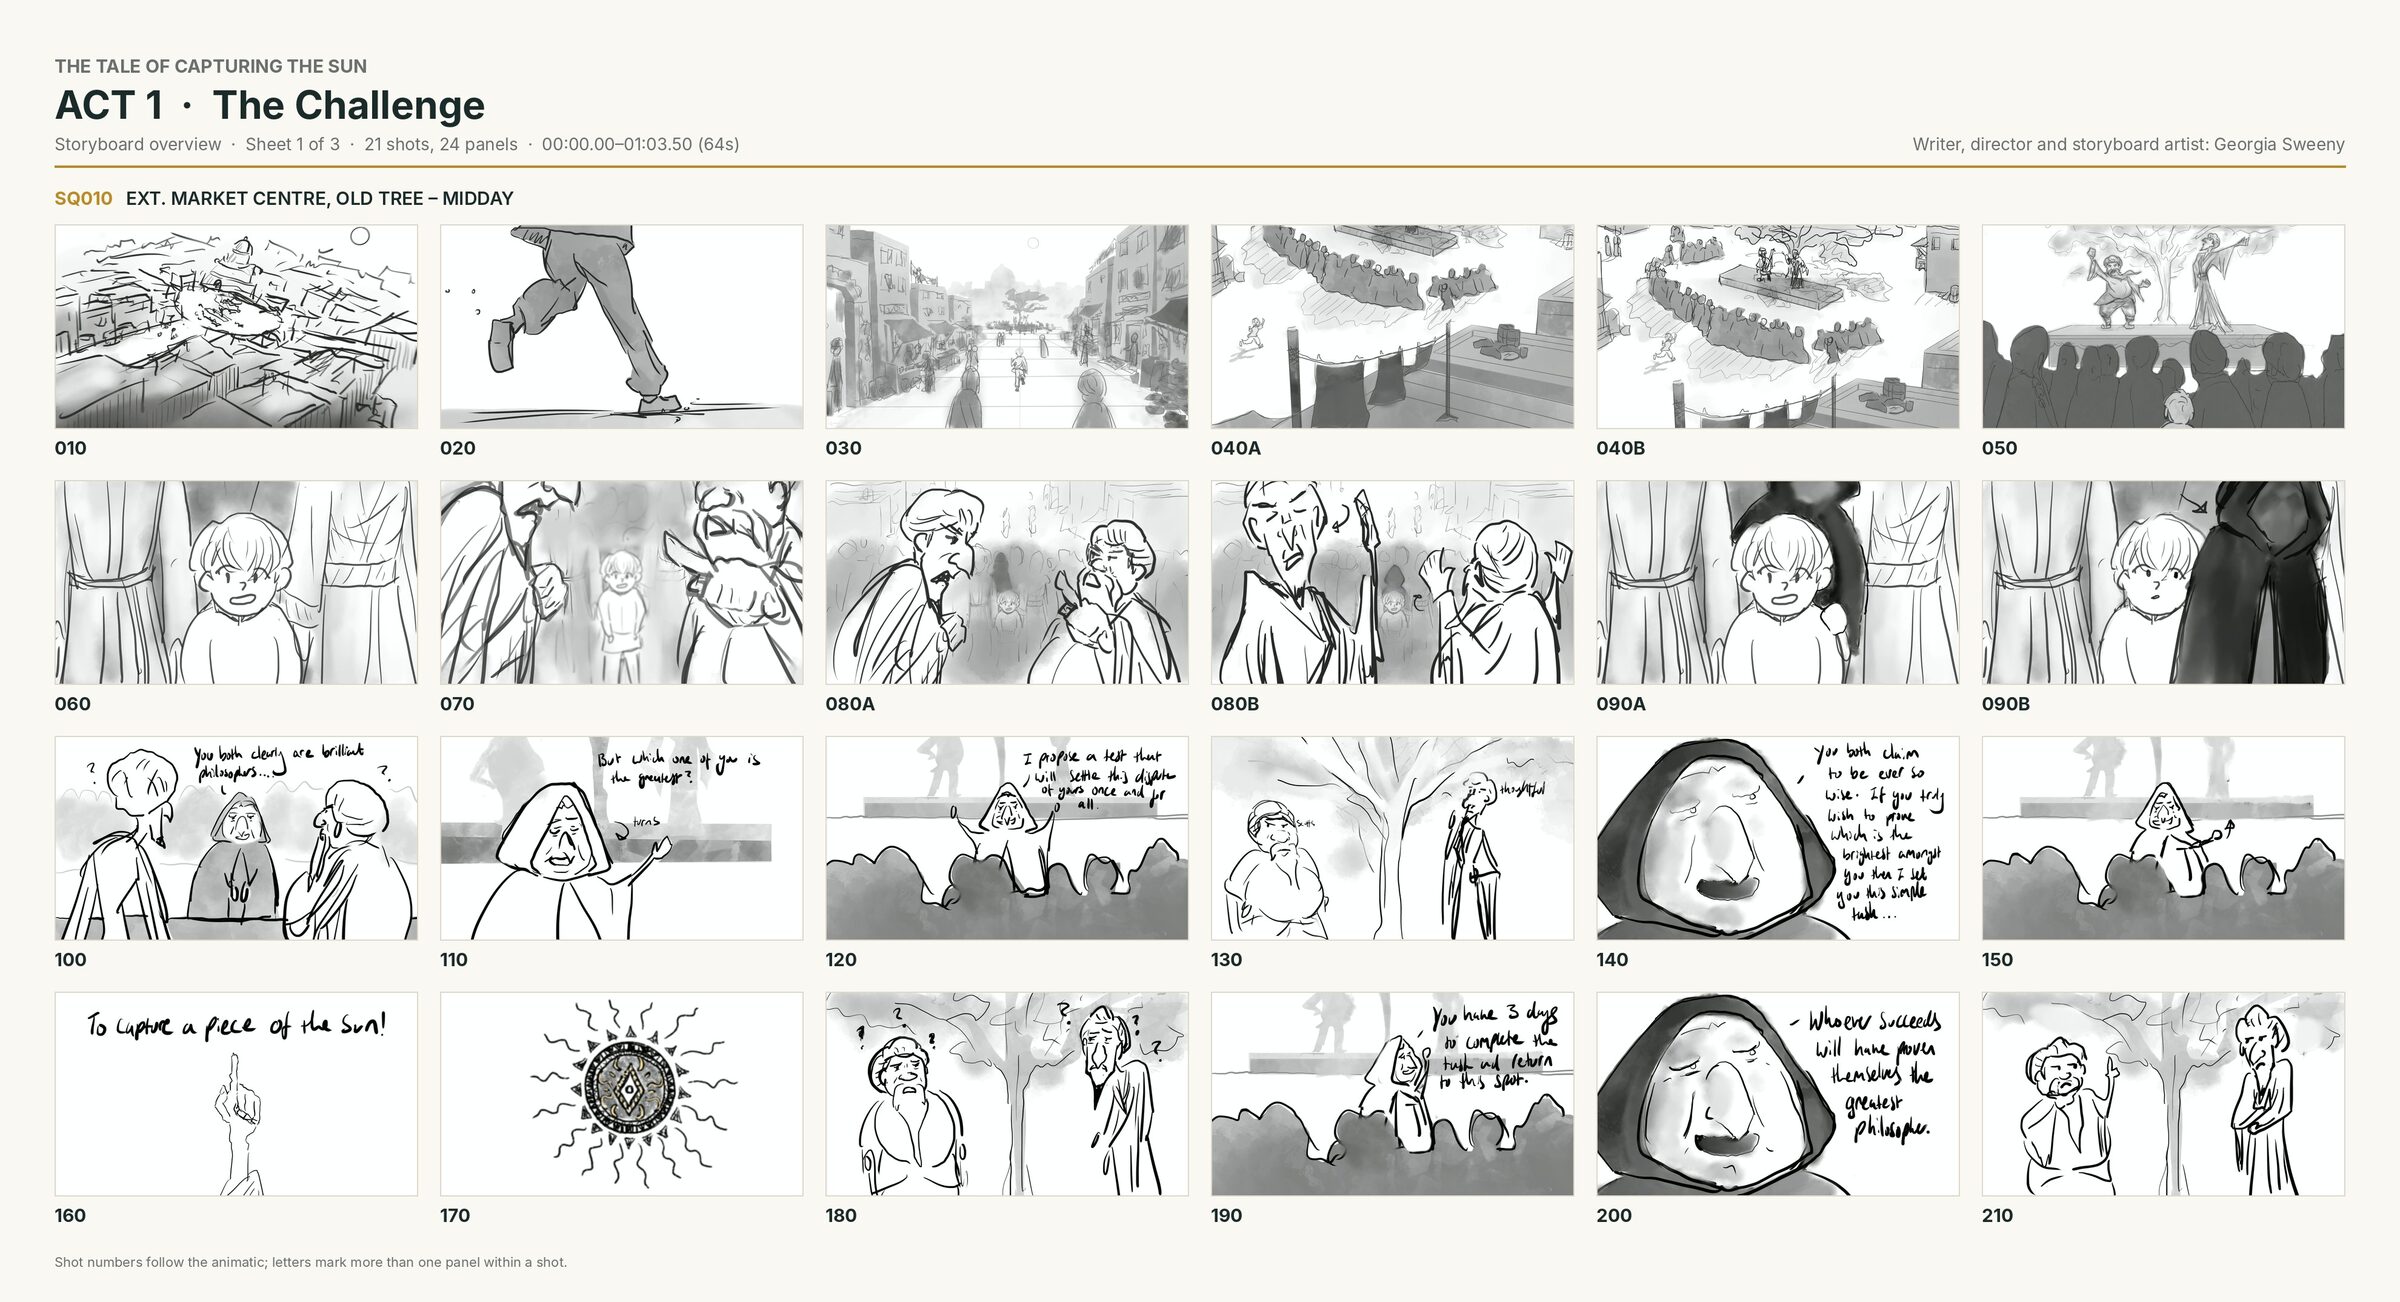 THE TALE OF CAPTURING THE SUN
ACT 1 · The Challenge
Storyboard overview · Sheet 1 of 3 · 21 shots, 24 panels · 00:00.00–01:03.50 (64s)
Writer, director and storyboard artist: Georgia Sweeny
SQ010 EXT. MARKET CENTRE, OLD TREE – MIDDAY
010
020
030
040A
040B
050
060
070
080A
080B
090A
090B
? You both clearly are brilliant
philosophers... ?
But which one of you is
the greatest?
turns
I propose a test that
will settle this dispute
of yours once and for
all.
thoughtful
You both claim
to be ever so
wise. If you truly
wish to prove
which is the
brightest amongst
you then I set
you this simple
task...
100
110
120
130
140
150
To capture a piece of the Sun!
? ? ? ? ?
You have 3 days
to complete the
task and return
to this spot.
Whoever succeeds
will have proven
themselves the
greatest
philosopher.
160
170
180
190
200
210
Shot numbers follow the animatic; letters mark more than one panel within a shot.